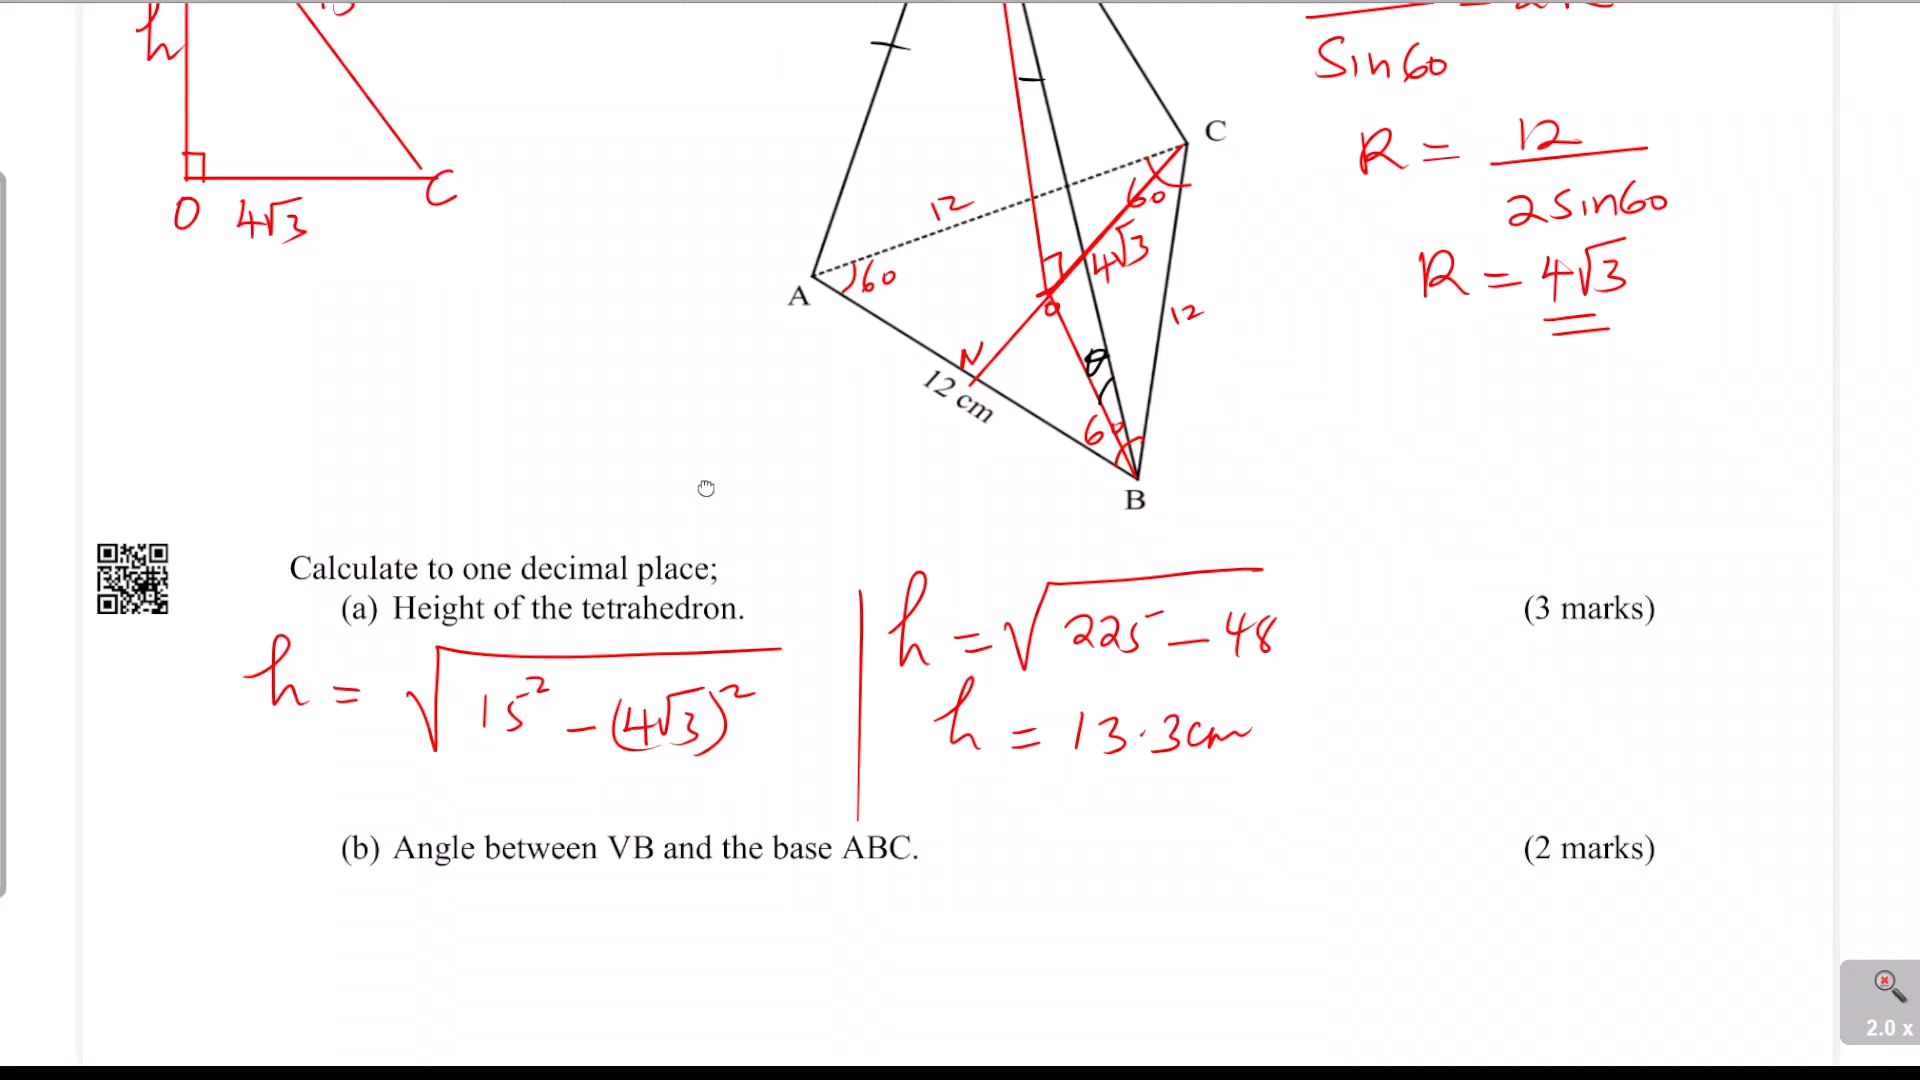 h
Sin60
C
R = 12
2Sin60
60
12
4√3
60
A
O 4√3 C
R = 4√3
O
12
N
θ
12 cm
60
B
Calculate to one decimal place;
(a) Height of the tetrahedron. (3 marks)
h = √15² - (4√3)²
h = √225 - 48
h = 13.3cm
(b) Angle between VB and the base ABC. (2 marks)
2.0 x